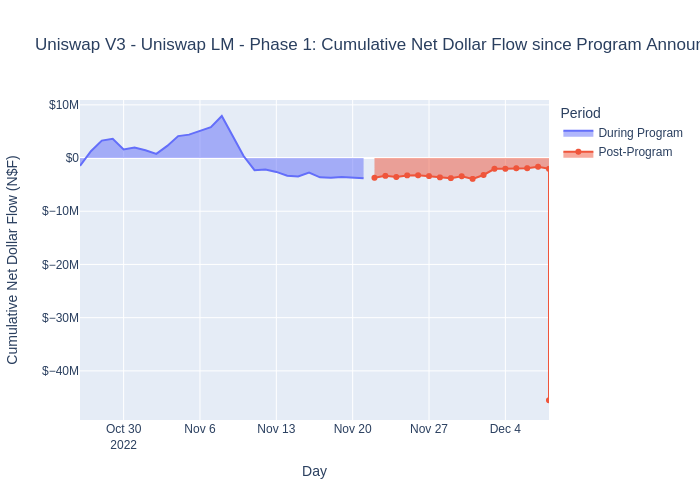 Uniswap V3 - Uniswap LM - Phase 1: Cumulative Net Dollar Flow since Program
Cumulative Net Dollar Flow (N$F)
$10M
$0
$−10M
$−20M
$−30M
$−40M
Oct 30
2022
Nov 6
Nov 13
Nov 20
Nov 27
Dec 4
Day
Period
During Program
Post-Program